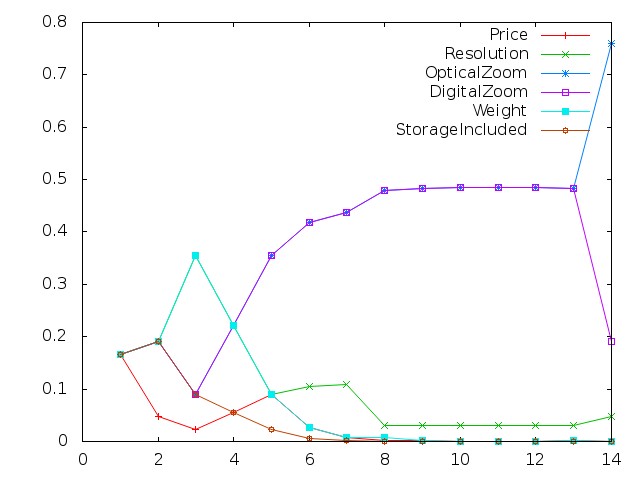 0.8
0.7
0.6
0.5
0.4
0.3
0.2
0.1
0
0 2 4 6 8 10 12 14
Price
Resolution
OpticalZoom
DigitalZoom
Weight
StorageIncluded